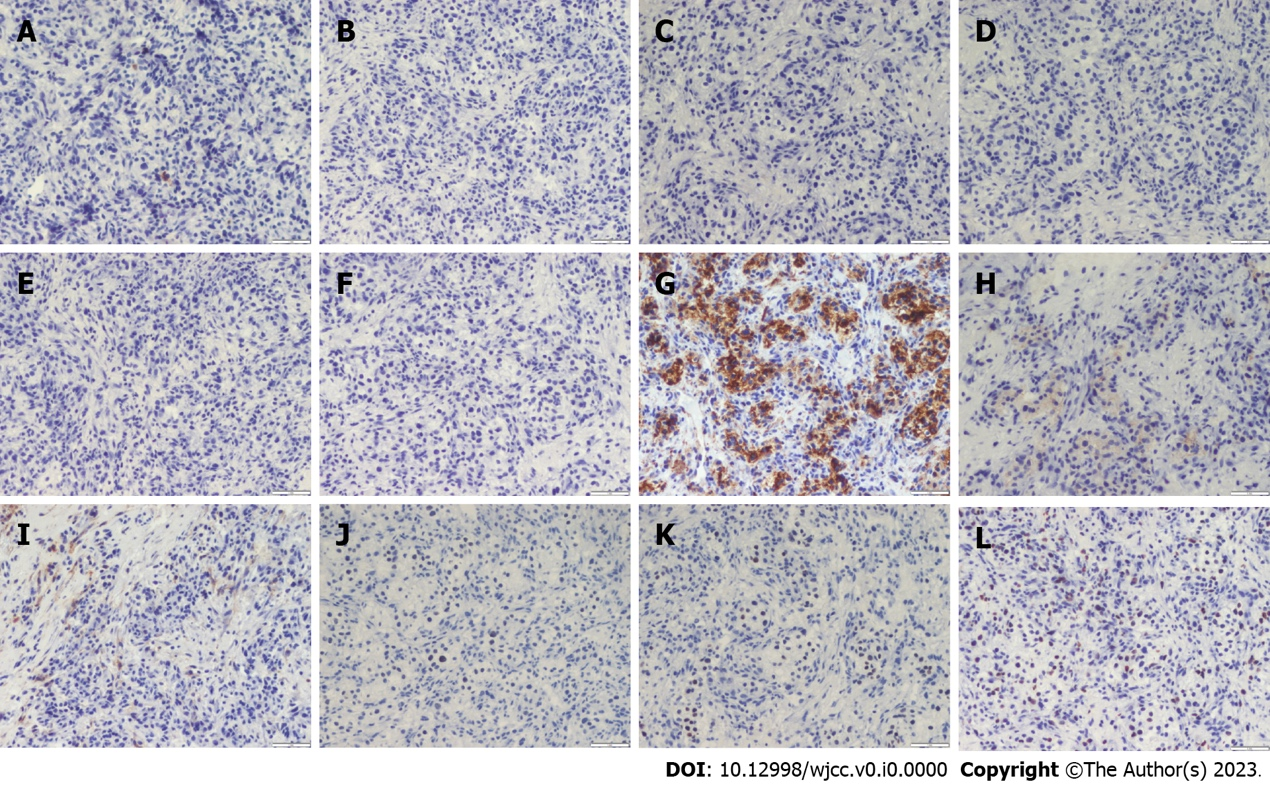 A
B
C
D
E
F
G
H
I
J
K
L
DOI: 10.12998/wjcc.v0.i0.0000 Copyright ©The Author(s) 2023.